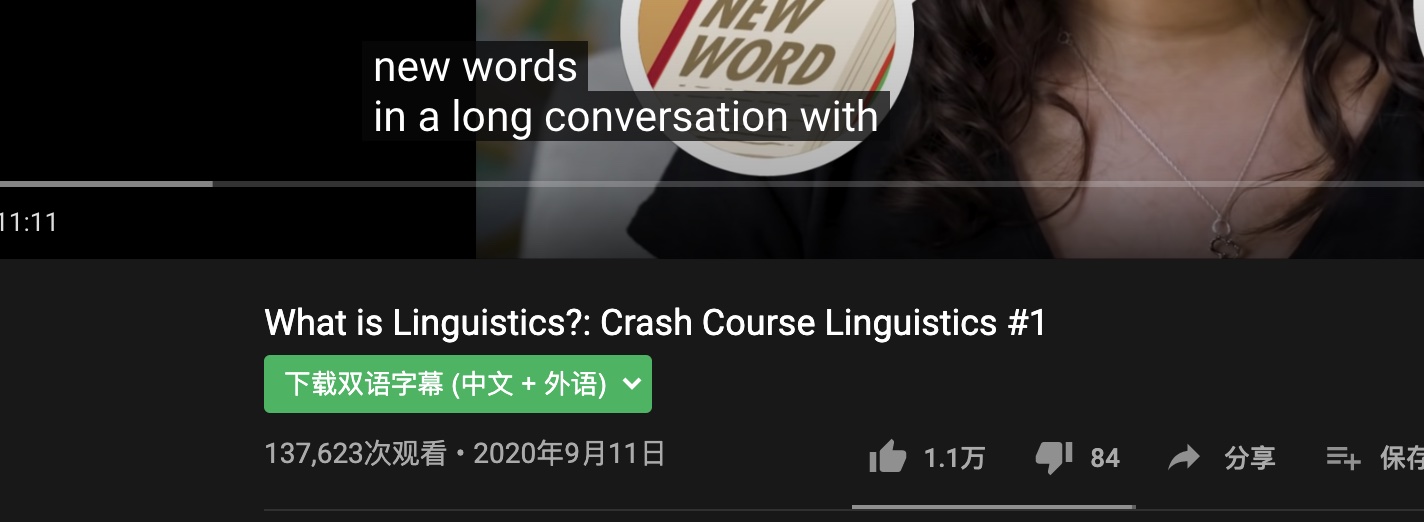 NEW
WORD
new words
in a long conversation with
11:11
What is Linguistics?: Crash Course Linguistics #1
下载双语字幕 (中文 + 外语)
137,623次观看 • 2020年9月11日
1.1万
84
分享
保存